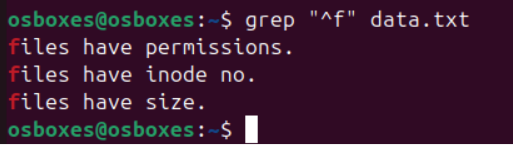 osboxes@osboxes:~$ grep "^f" data.txt
files have permissions.
files have inode no.
files have size.
osboxes@osboxes:~$